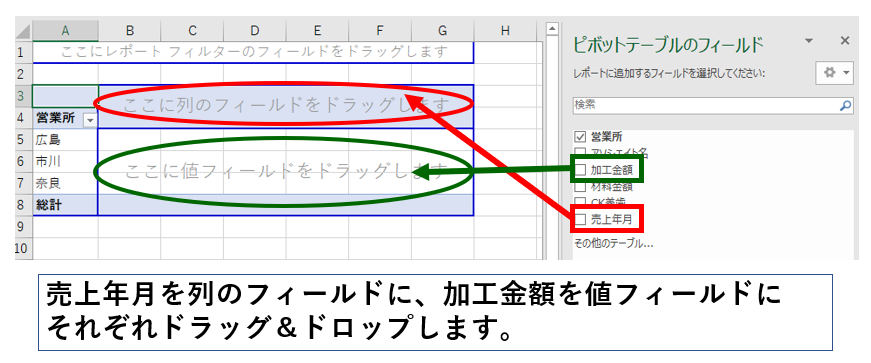 A B C D E F G H
1 ここにレポート フィルターのフィールドをドラッグします
2
3 ここに列のフィールドをドラッグします
4 営業所
5 広島
6 市川 ここに値フィールドをドラッグします
7 奈良
8 総計
9
10
ピボットテーブルのフィールド
レポートに追加するフィールドを選択してください:
検索
営業所
アソシエイト名
加工金額
材料金額
CK義歯
売上年月
その他のテーブル...
売上年月を列のフィールドに、加工金額を値フィールドに
それぞれドラッグ＆ドロップします。